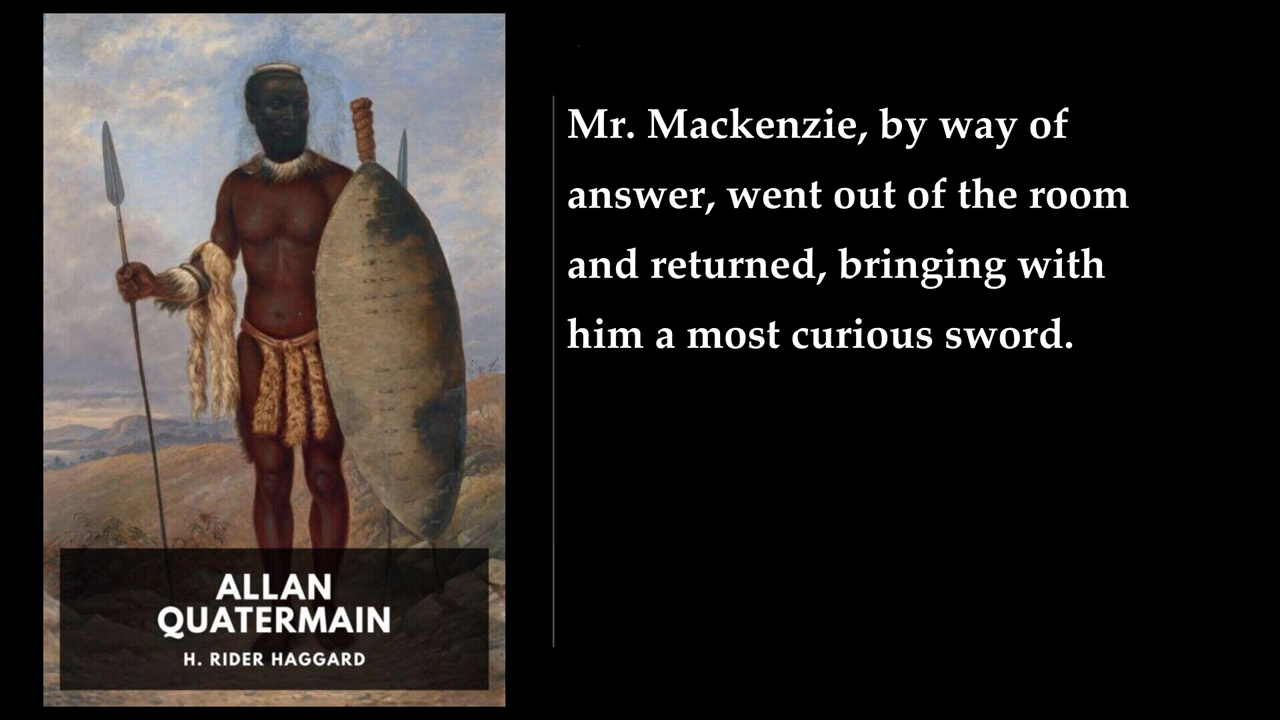 ALLAN
QUATERMAIN
H. RIDER HAGGARD
Mr. Mackenzie, by way of
answer, went out of the room
and returned, bringing with
him a most curious sword.